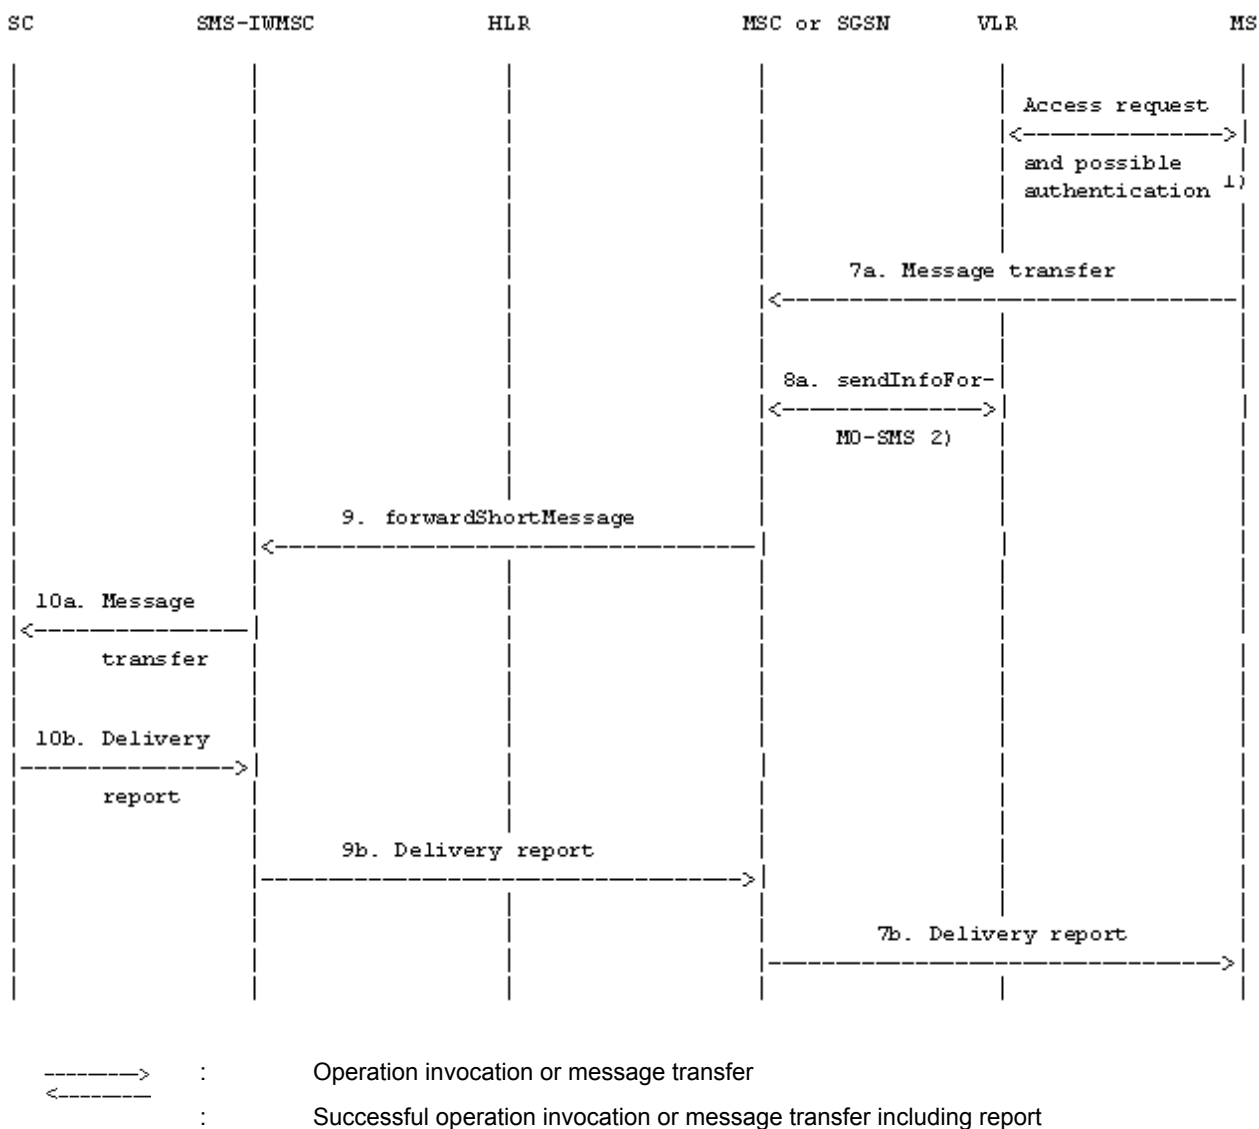 SC SMS-IWMSC HLR MSC or SGSN VLR MS
Access request
and possible
authentication 1)
7a. Message transfer
8a. sendInfoFor-
MO-SMS 2)
9. forwardShortMessage
10a. Message
transfer
10b. Delivery
report
9b. Delivery report
7b. Delivery report
: Operation invocation or message transfer
: Successful operation invocation or message transfer including report